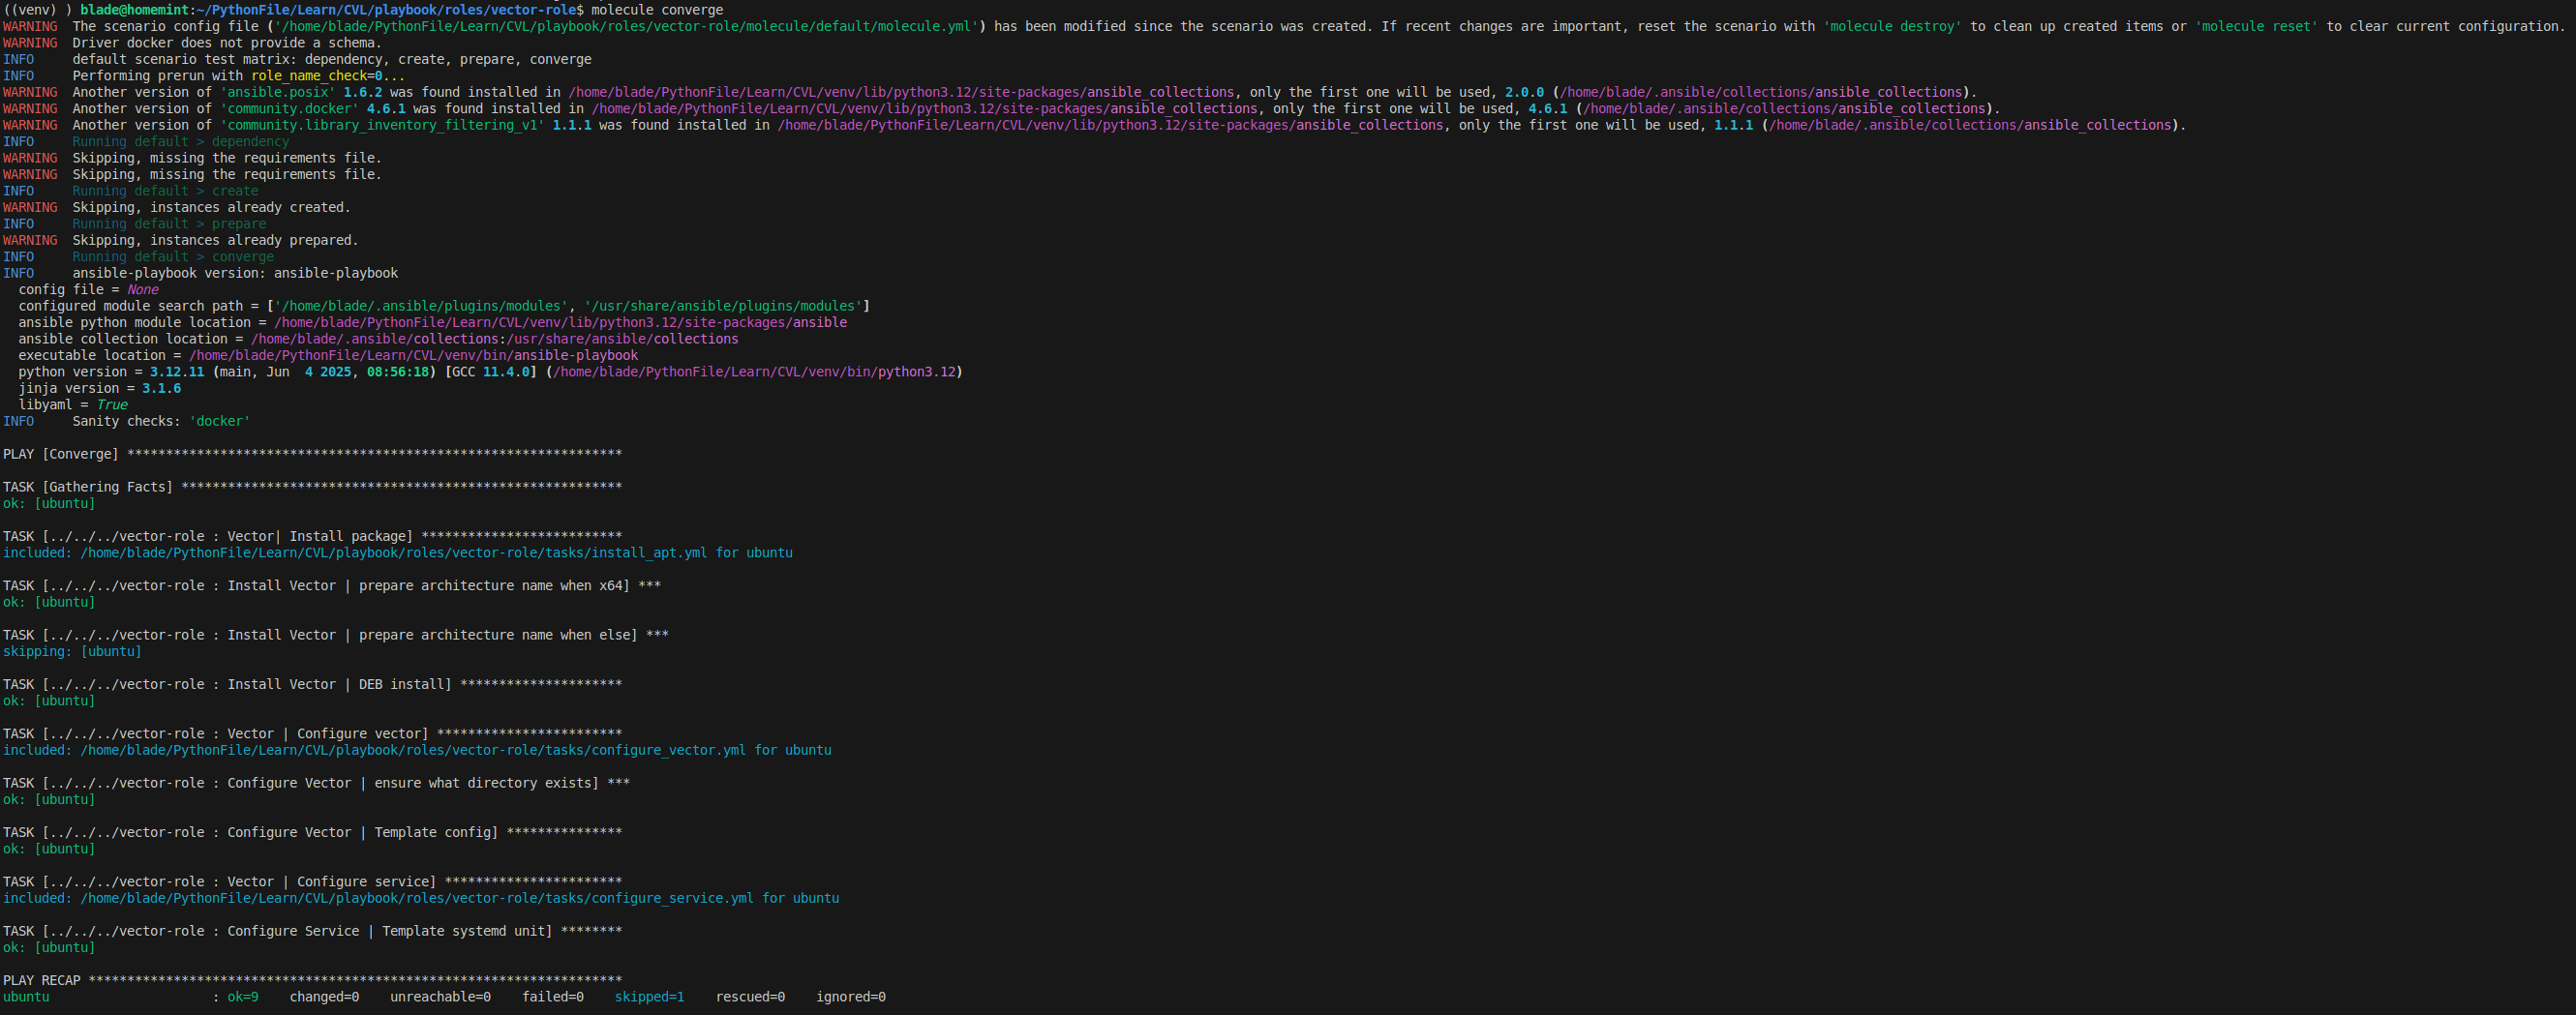 ((venv) ) blade@homemint:~/PythonFile/Learn/CVL/playbook/roles/vector-role$ molecule converge
WARNING  The scenario config file ('/home/blade/PythonFile/Learn/CVL/playbook/roles/vector-role/molecule/default/molecule.yml') has been modified since the scenario was created. If recent changes are important, reset the scenario with 'molecule destroy' to clean up created items or 'molecule reset' to clear current configuration.
WARNING  Driver docker does not provide a schema.
INFO     default scenario test matrix: dependency, create, prepare, converge
INFO     Performing prerun with role_name_check=0...
WARNING  Another version of 'ansible.posix' 1.6.2 was found installed in /home/blade/PythonFile/Learn/CVL/venv/lib/python3.12/site-packages/ansible_collections, only the first one will be used, 2.0.0 (/home/blade/.ansible/collections/ansible_collections).
WARNING  Another version of 'community.docker' 4.6.1 was found installed in /home/blade/PythonFile/Learn/CVL/venv/lib/python3.12/site-packages/ansible_collections, only the first one will be used, 4.6.1 (/home/blade/.ansible/collections/ansible_collections).
WARNING  Another version of 'community.library_inventory_filtering_v1' 1.1.1 was found installed in /home/blade/PythonFile/Learn/CVL/venv/lib/python3.12/site-packages/ansible_collections, only the first one will be used, 1.1.1 (/home/blade/.ansible/collections/ansible_collections).
INFO     Running default > dependency
WARNING  Skipping, missing the requirements file.
WARNING  Skipping, missing the requirements file.
INFO     Running default > create
WARNING  Skipping, instances already created.
INFO     Running default > prepare
WARNING  Skipping, instances already prepared.
INFO     Running default > converge
INFO     ansible-playbook version: ansible-playbook
  config file = None
  configured module search path = ['/home/blade/.ansible/plugins/modules', '/usr/share/ansible/plugins/modules']
  ansible python module location = /home/blade/PythonFile/Learn/CVL/venv/lib/python3.12/site-packages/ansible
  ansible collection location = /home/blade/.ansible/collections:/usr/share/ansible/collections
  executable location = /home/blade/PythonFile/Learn/CVL/venv/bin/ansible-playbook
  python version = 3.12.11 (main, Jun  4 2025, 08:56:18) [GCC 11.4.0] (/home/blade/PythonFile/Learn/CVL/venv/bin/python3.12)
  jinja version = 3.1.6
  libyaml = True
INFO     Sanity checks: 'docker'
PLAY [Converge] ****************************************************************
TASK [Gathering Facts] *********************************************************
ok: [ubuntu]
TASK [../../../vector-role : Vector| Install package] **************************
included: /home/blade/PythonFile/Learn/CVL/playbook/roles/vector-role/tasks/install_apt.yml for ubuntu
TASK [../../../vector-role : Install Vector | prepare architecture name when x64] ***
ok: [ubuntu]
TASK [../../../vector-role : Install Vector | prepare architecture name when else] ***
skipping: [ubuntu]
TASK [../../../vector-role : Install Vector | DEB install] *********************
ok: [ubuntu]
TASK [../../../vector-role : Vector | Configure vector] ************************
included: /home/blade/PythonFile/Learn/CVL/playbook/roles/vector-role/tasks/configure_vector.yml for ubuntu
TASK [../../../vector-role : Configure Vector | ensure what directory exists] ***
ok: [ubuntu]
TASK [../../../vector-role : Configure Vector | Template config] ***************
ok: [ubuntu]
TASK [../../../vector-role : Vector | Configure service] ***********************
included: /home/blade/PythonFile/Learn/CVL/playbook/roles/vector-role/tasks/configure_service.yml for ubuntu
TASK [../../../vector-role : Configure Service | Template systemd unit] ********
ok: [ubuntu]
PLAY RECAP *********************************************************************
ubuntu                     : ok=9    changed=0    unreachable=0    failed=0    skipped=1    rescued=0    ignored=0